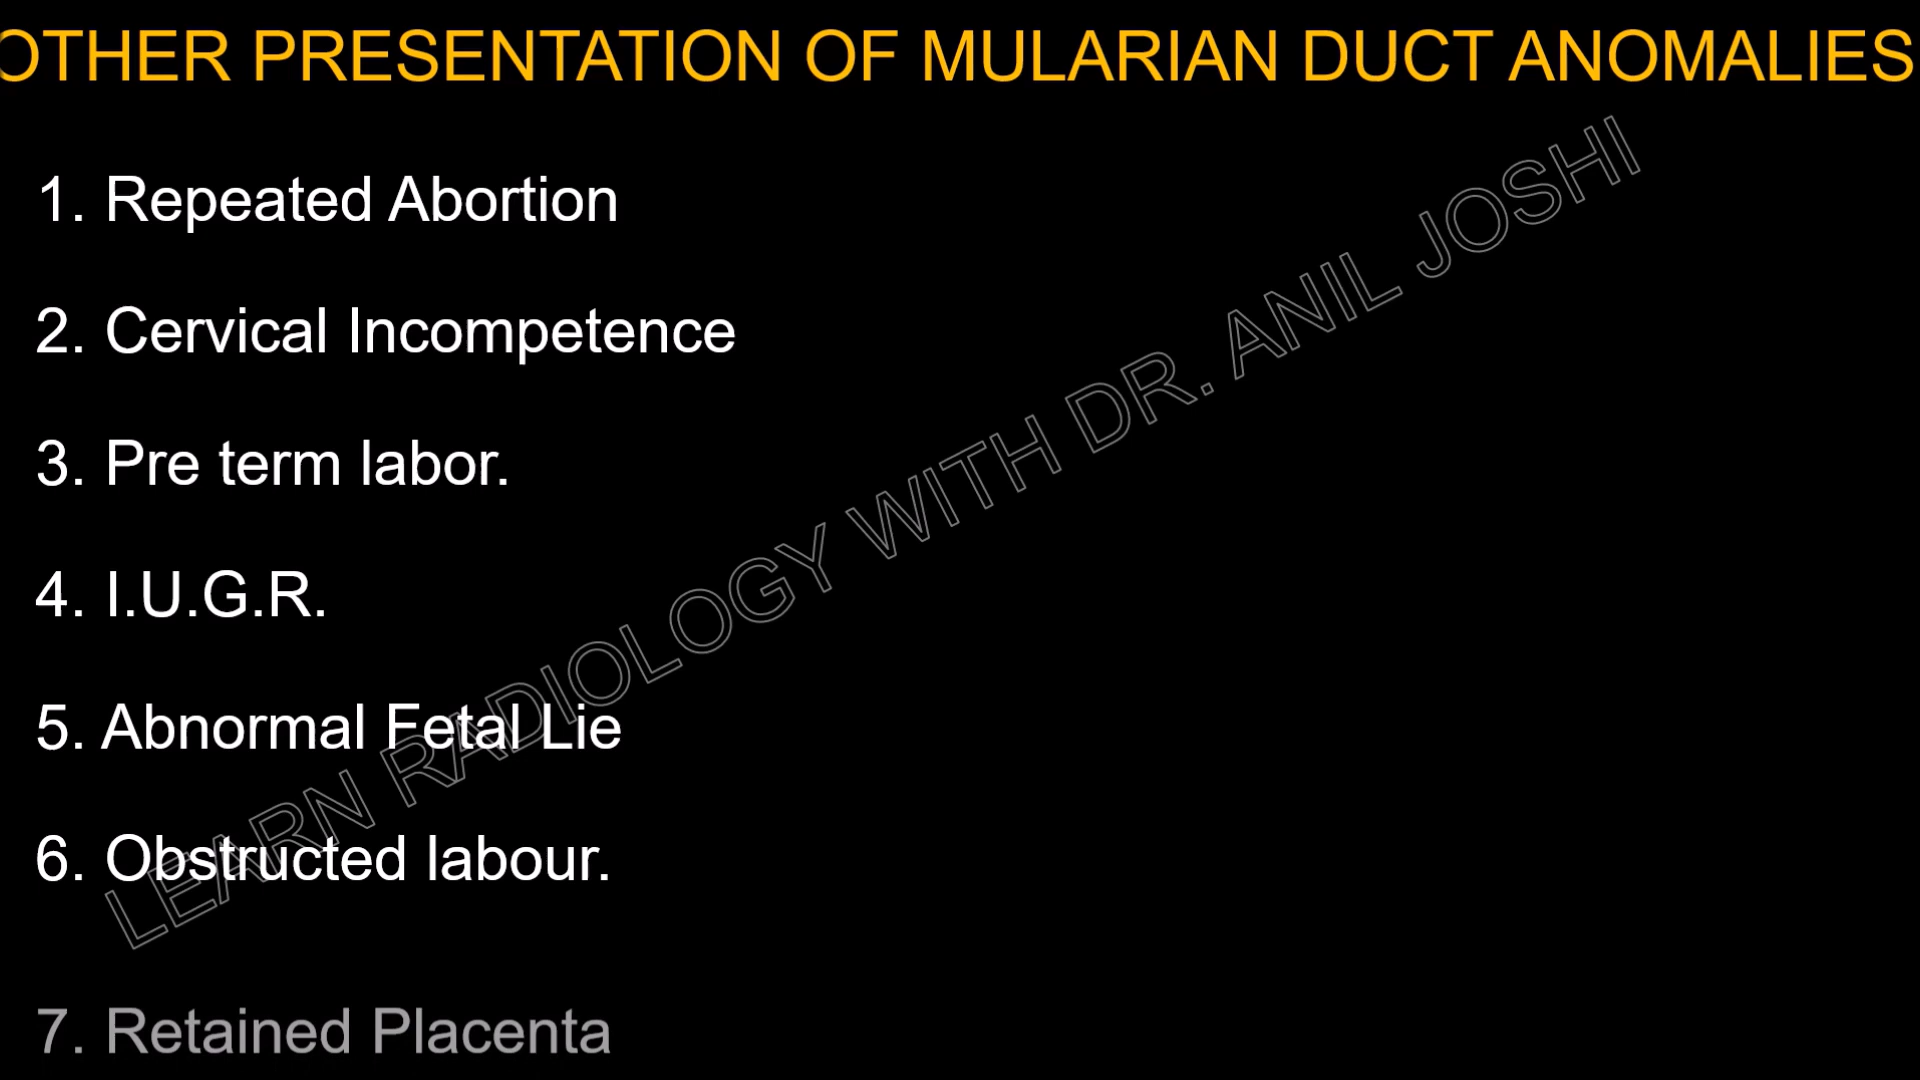 OTHER PRESENTATION OF MULARIAN DUCT ANOMALIES
1. Repeated Abortion
2. Cervical Incompetence
3. Pre term labor.
4. I.U.G.R.
5. Abnormal Fetal Lie
6. Obstructed labour.
7. Retained Placenta
LEARN RADIOLOGY WITH DR. ANIL JOSHI